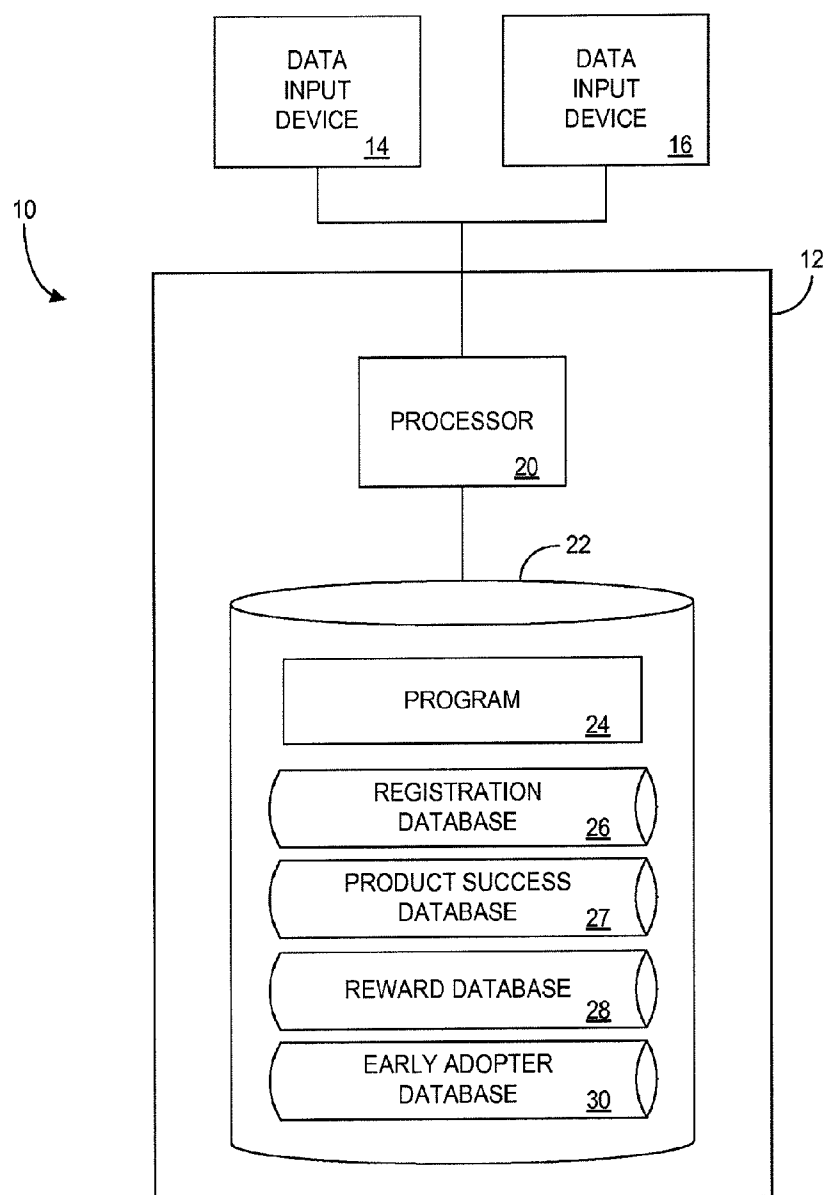 DATA
INPUT
DEVICE
14
DATA
INPUT
DEVICE
16
10
12
PROCESSOR
20
22
PROGRAM
24
REGISTRATION
DATABASE
26
PRODUCT SUCCESS
DATABASE
27
REWARD DATABASE
28
EARLY ADOPTER
DATABASE
30